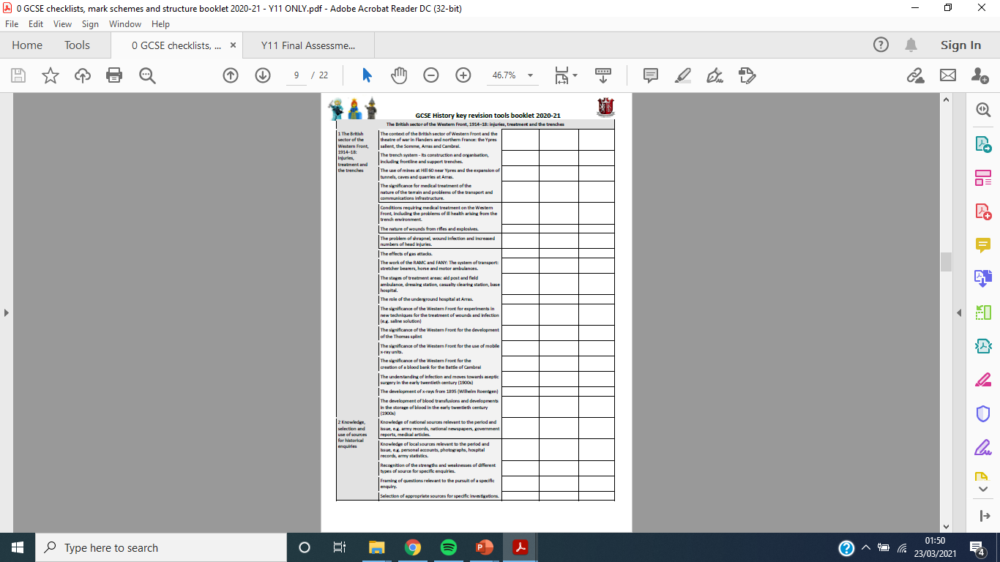 0 GCSE checklists, mark schemes and structure booklet 2020-21 - Y11 ONLY.pdf - Adobe Acrobat Reader DC (32-bit)
File Edit View Sign Window Help
Home Tools 0 GCSE checklists, ... × Y11 Final Assessme... Sign In
9 / 22 46.7%
GCSE History key revision tools booklet 2020-21
The British sector of the Western Front, 1914–18: injuries, treatment and the trenches
1 The British
sector of the
Western Front,
1914–18:
injuries,
treatment and
the trenches
The context of the British sector of Western Front and the
theatre of war in Flanders and northern France: the Ypres
salient, the Somme, Arras and Cambrai.
The trench system - its construction and organisation,
including frontline and support trenches.
The use of mines at Hill 60 near Ypres and the expansion of
tunnels, caves and quarries at Arras.
The significance for medical treatment of the
nature of the terrain and problems of the transport and
communications infrastructure.
Conditions requiring medical treatment on the Western
Front, including the problems of ill health arising from the
trench environment.
The nature of wounds from rifles and explosives.
The problem of shrapnel, wound infection and increased
numbers of head injuries.
The effects of gas attacks.
The work of the RAMC and FANY: The system of transport:
stretcher bearers, horse and motor ambulances.
The stages of treatment areas: aid post and field
ambulance, dressing station, casualty clearing station, base
hospital.
The role of the underground hospital at Arras.
The significance of the Western Front for experiments in
new techniques for the treatment of wounds and infection
(e.g. saline solution)
The significance of the Western Front for the development
of the Thomas splint
The significance of the Western Front for the use of mobile
x-ray units.
The significance of the Western Front for the
creation of a blood bank for the Battle of Cambrai
The understanding of infection and moves towards aseptic
surgery in the early twentieth century (1900s)
The development of x-rays from 1895 (Wilhelm Roentgen)
The development of blood transfusions and developments
in the storage of blood in the early twentieth century
(1900s)
2 Knowledge,
selection and
use of sources
for historical
enquiries
Knowledge of national sources relevant to the period and
issue, e.g. army records, national newspapers, government
reports, medical articles.
Knowledge of local sources relevant to the period and
issue, e.g. personal accounts, photographs, hospital
records, army statistics.
Recognition of the strengths and weaknesses of different
types of source for specific enquiries.
Framing of questions relevant to the pursuit of a specific
enquiry.
Selection of appropriate sources for specific investigations.
Type here to search
01:50
23/03/2021
4